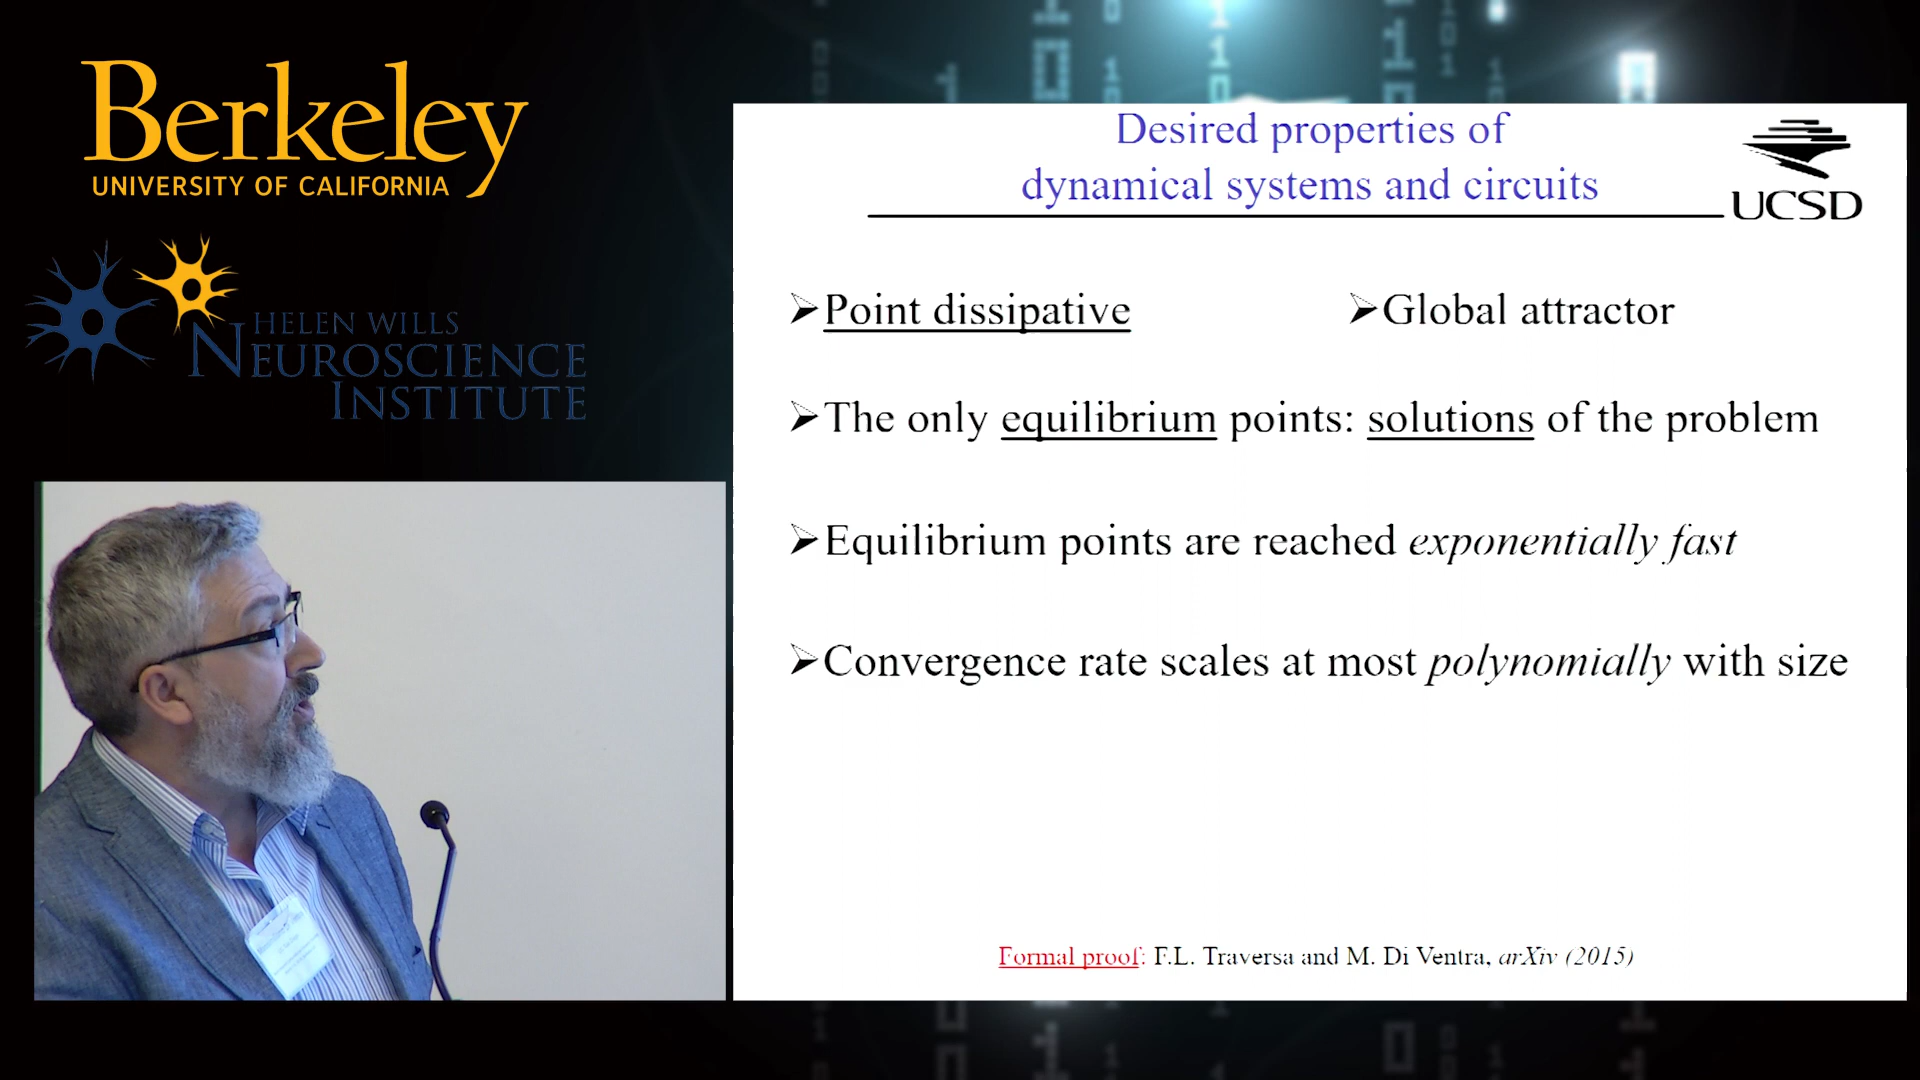 Berkeley
UNIVERSITY OF CALIFORNIA
HELEN WILLS
NEUROSCIENCE
INSTITUTE
Desired properties of
dynamical systems and circuits
UCSD
➢Point dissipative
➢Global attractor
➢The only equilibrium points: solutions of the problem
➢Equilibrium points are reached exponentially fast
➢Convergence rate scales at most polynomially with size
Formal proof: F.L. Traversa and M. Di Ventra, arXiv (2015)